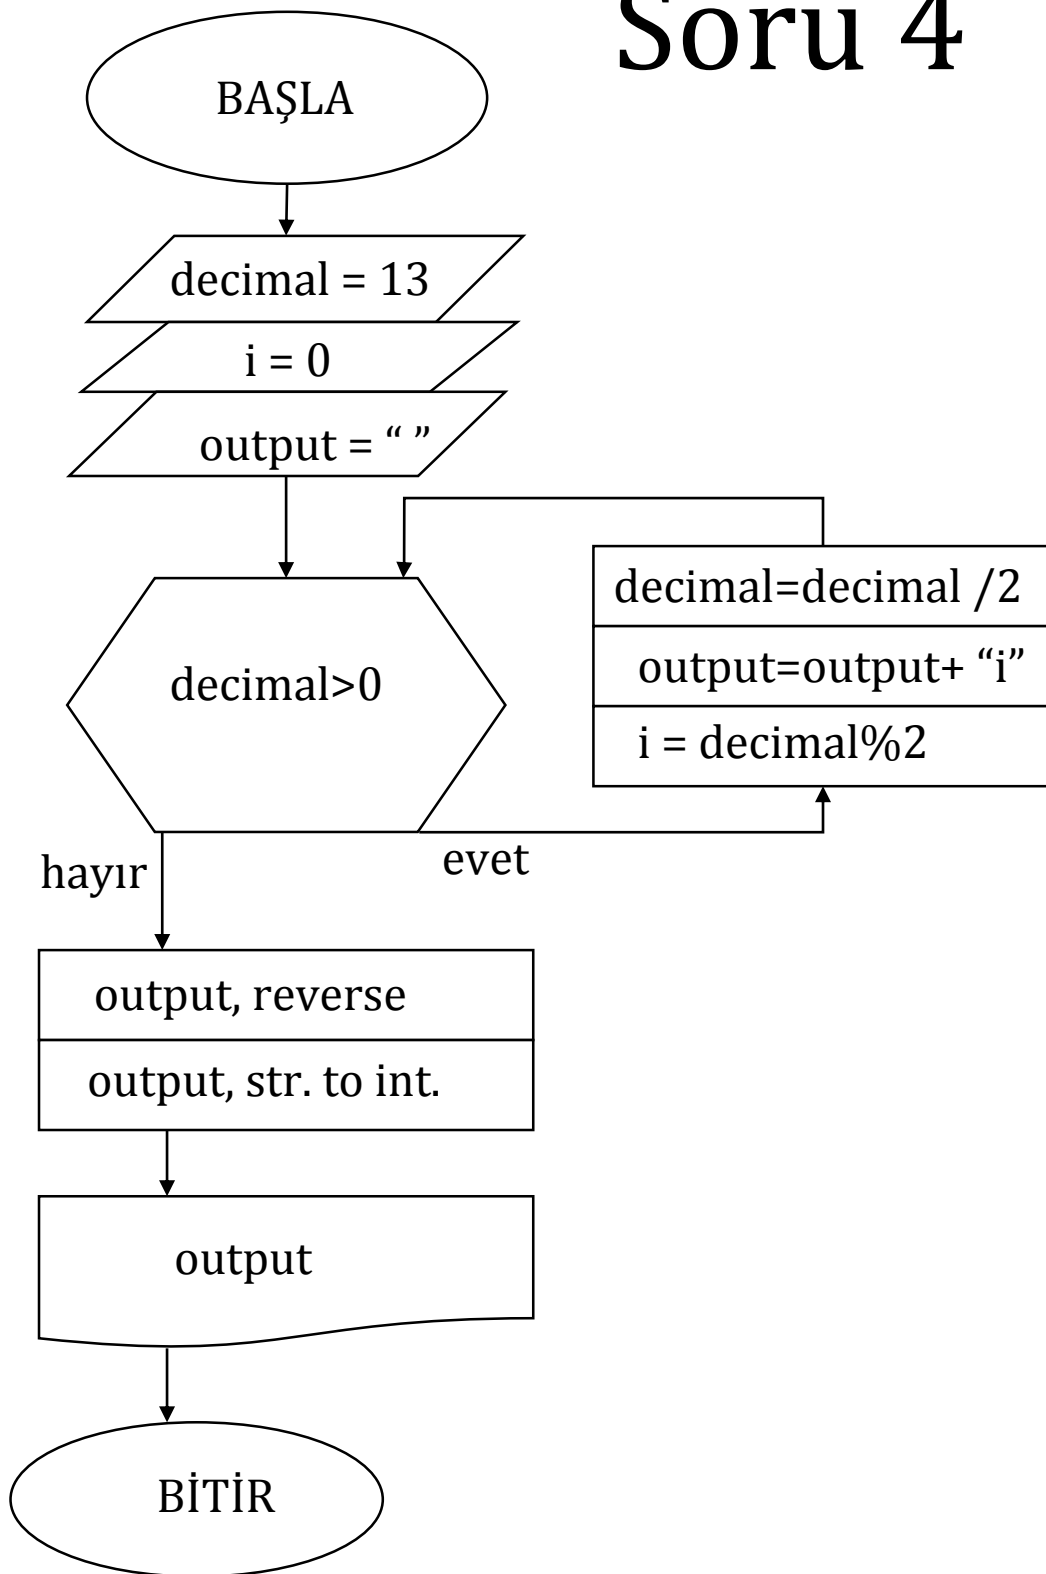 Soru 4
BAŞLA
decimal = 13
i = 0
output = “ ”
decimal>0
decimal=decimal /2
output=output+ “i”
i = decimal%2
evet
hayır
output, reverse
output, str. to int.
output
BİTİR